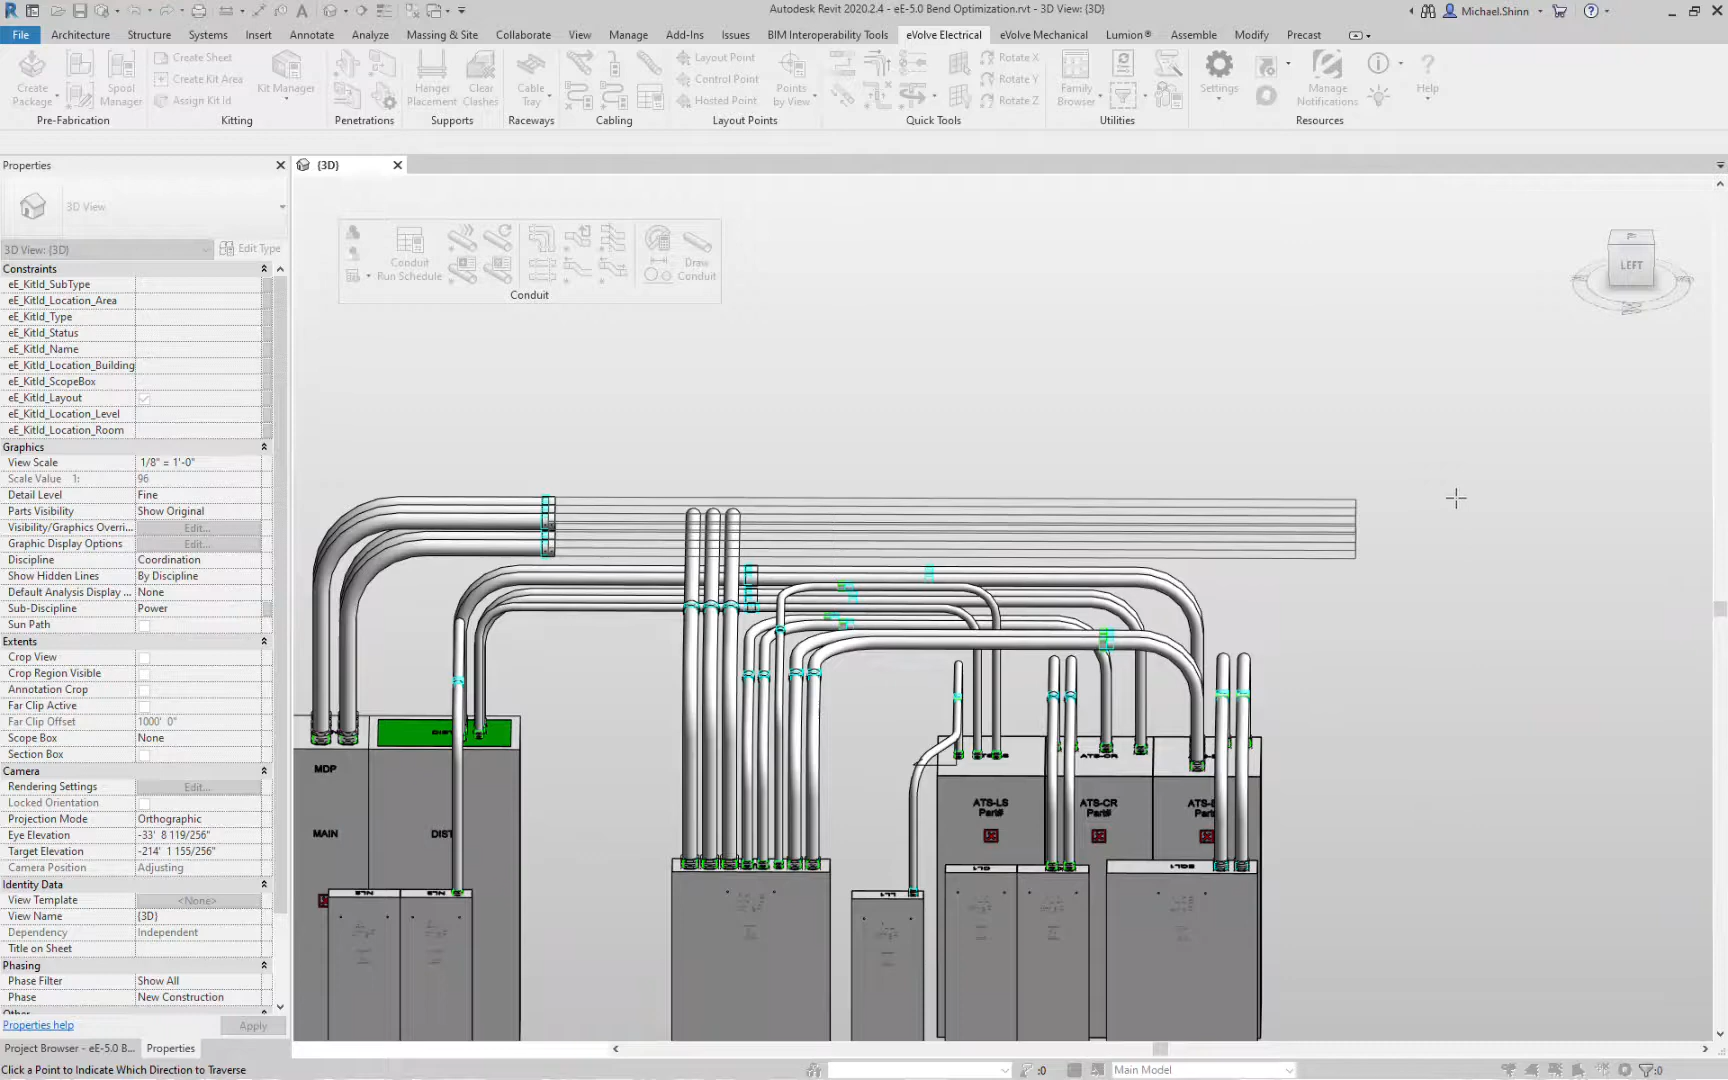 Autodesk Revit 2020.2.4 - eE-5.0 Bend Optimization.rvt - 3D View: {3D}
Michael.Shinn
File Architecture Structure Systems Insert Annotate Analyze Massing & Site Collaborate View Manage Add-Ins Issues BIM Interoperability Tools eVolve Electrical eVolve Mechanical Lumion® Assemble Modify Precast
Create Package
Spool Manager
Create Sheet
Create Kit Area
Assign Kit Id
Kit Manager
Hanger Placement
Clear Clashes
Cable Tray
Layout Point
Control Point
Hosted Point
Points by View
Rotate X
Rotate Y
Rotate Z
Family Browser
Settings
Manage Notifications
Help
Pre-Fabrication Kitting Penetrations Supports Raceways Cabling Layout Points Quick Tools Utilities Resources
Properties
{3D}
3D View
3D View: {3D}
Edit Type
Constraints
eE_KitId_SubType
eE_KitId_Location_Area
eE_KitId_Type
eE_KitId_Status
eE_KitId_Name
eE_KitId_Location_Building
eE_KitId_ScopeBox
eE_KitId_Layout
eE_KitId_Location_Level
eE_KitId_Location_Room
Graphics
View Scale 1/8" = 1'-0"
Scale Value 1: 96
Detail Level Fine
Parts Visibility Show Original
Visibility/Graphics Overri... Edit...
Graphic Display Options Edit...
Discipline Coordination
Show Hidden Lines By Discipline
Default Analysis Display ... None
Sub-Discipline Power
Sun Path
Extents
Crop View
Crop Region Visible
Annotation Crop
Far Clip Active
Far Clip Offset 1000' 0"
Scope Box None
Section Box
Camera
Rendering Settings Edit...
Locked Orientation
Projection Mode Orthographic
Eye Elevation -33' 8 119/256"
Target Elevation -214' 1 155/256"
Camera Position Adjusting
Identity Data
View Template <None>
View Name {3D}
Dependency Independent
Title on Sheet
Phasing
Phase Filter Show All
Phase New Construction
Other
Properties help
Apply
Project Browser - eE-5.0 B...
Properties
Click a Point to Indicate Which Direction to Traverse
Conduit Run Schedule
Draw Conduit
Conduit
LEFT
MDP
MAIN
DIST
ATS-LS
Part#
ATS-CR
Part#
Part#
:0
Main Model
:0